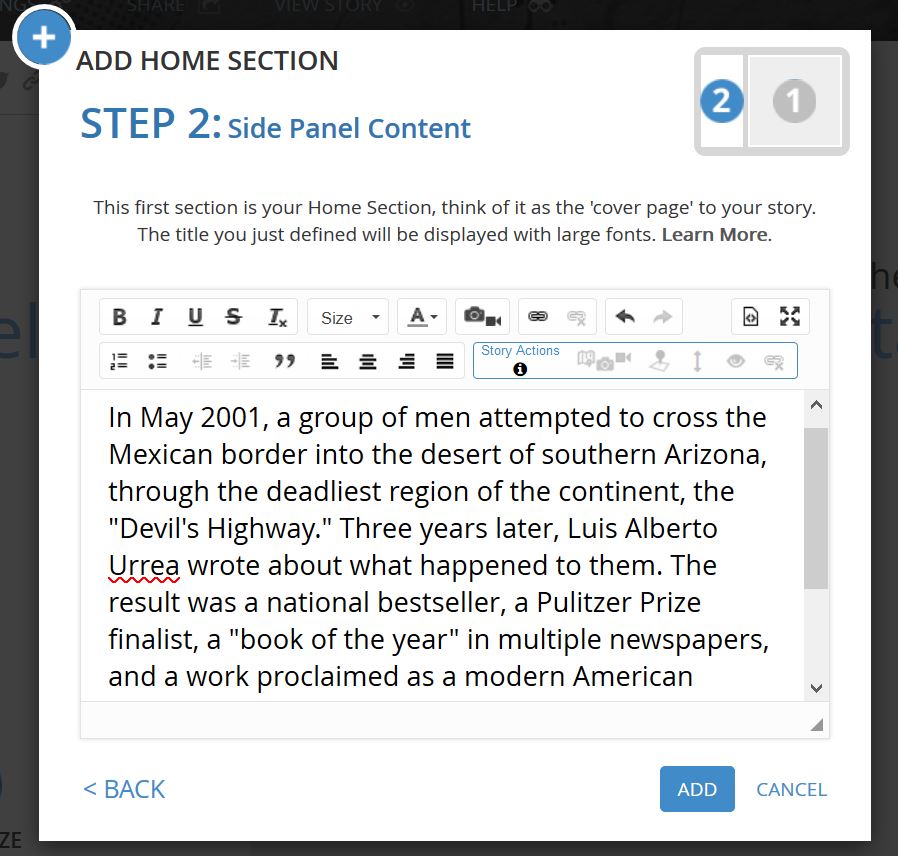 SHARE
VIEW STORY
HELP
ADD HOME SECTION
STEP 2: Side Panel Content
2
1
This first section is your Home Section, think of it as the 'cover page' to your story.
The title you just defined will be displayed with large fonts. Learn More.
B I U S Tx Size A
Story Actions
In May 2001, a group of men attempted to cross the
Mexican border into the desert of southern Arizona,
through the deadliest region of the continent, the
"Devil's Highway." Three years later, Luis Alberto
Urrea wrote about what happened to them. The
result was a national bestseller, a Pulitzer Prize
finalist, a "book of the year" in multiple newspapers,
and a work proclaimed as a modern American
< BACK
ADD
CANCEL
ZE